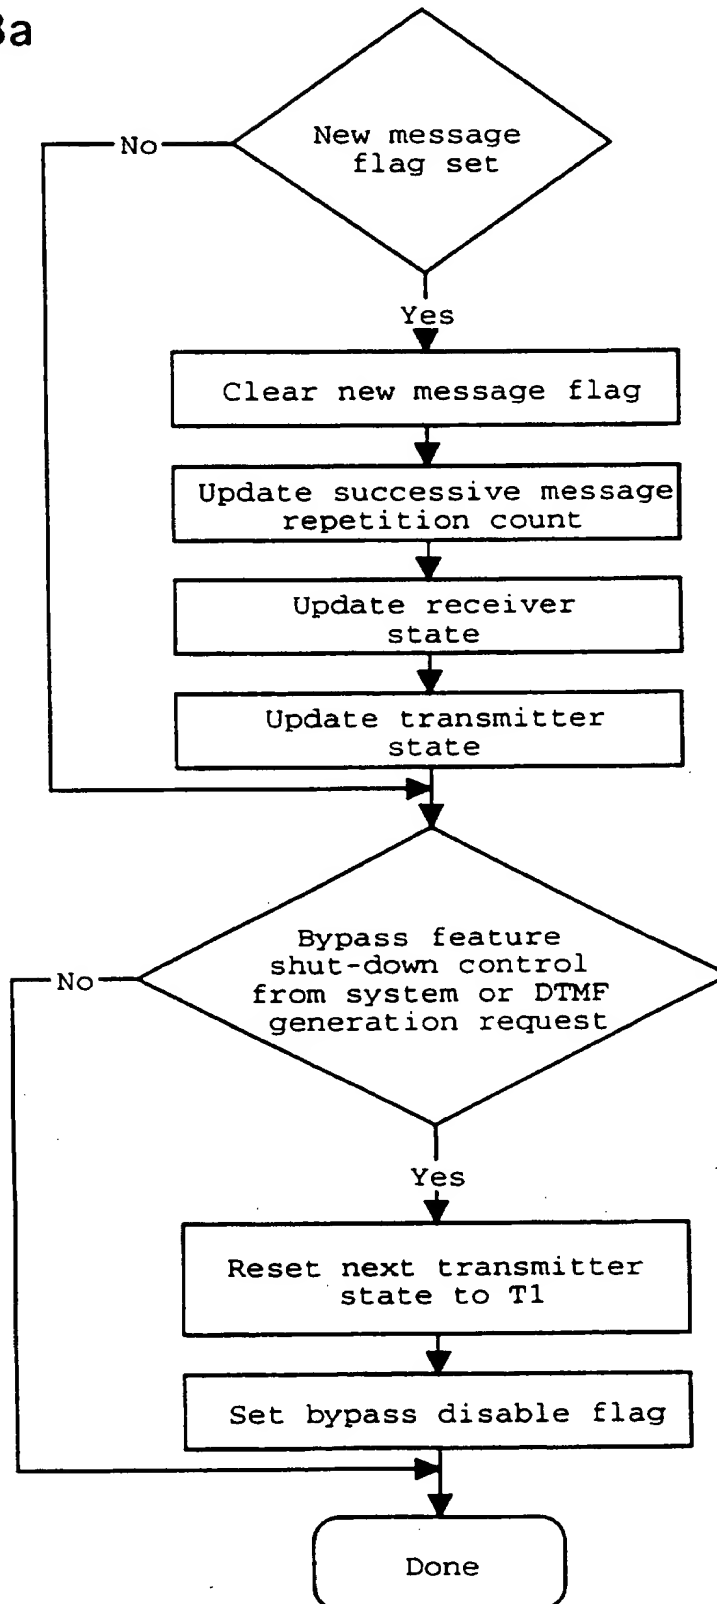 3a
New message
flag set
No
Yes
Clear new message flag
Update successive message
repetition count
Update receiver
state
Update transmitter
state
Bypass feature
shut-down control
from system or DTMF
generation request
No
Yes
Reset next transmitter
state to T1
Set bypass disable flag
Done